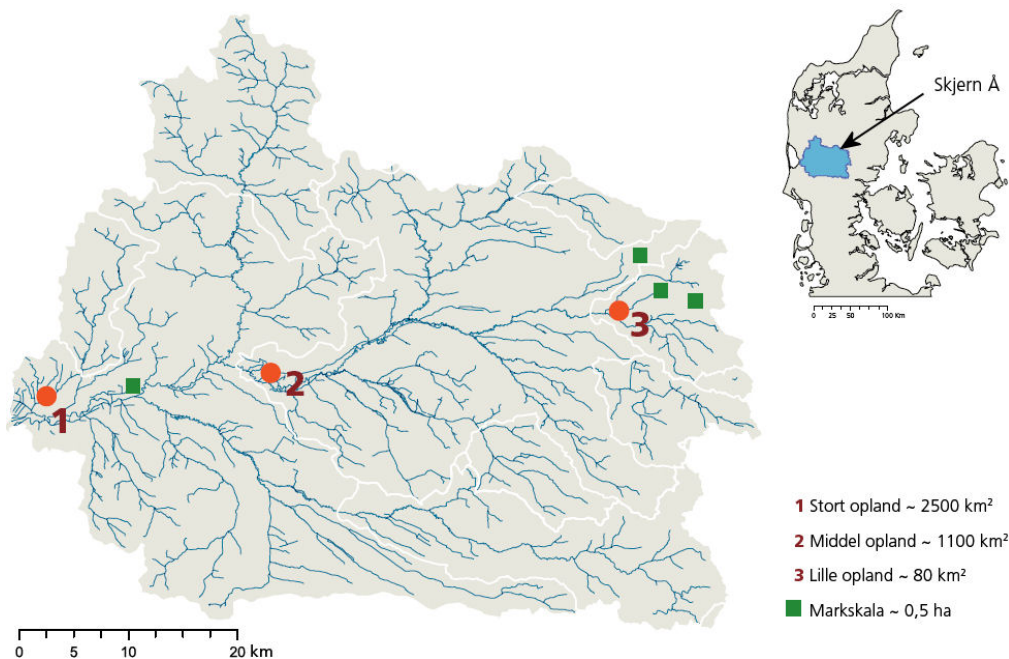 Skjern Å
0 25 50 100 Km
3
2
1
1 Stort opland ~ 2500 km²
2 Middel opland ~ 1100 km²
3 Lille opland ~ 80 km²
Markskala ~ 0,5 ha
0 5 10 20 km